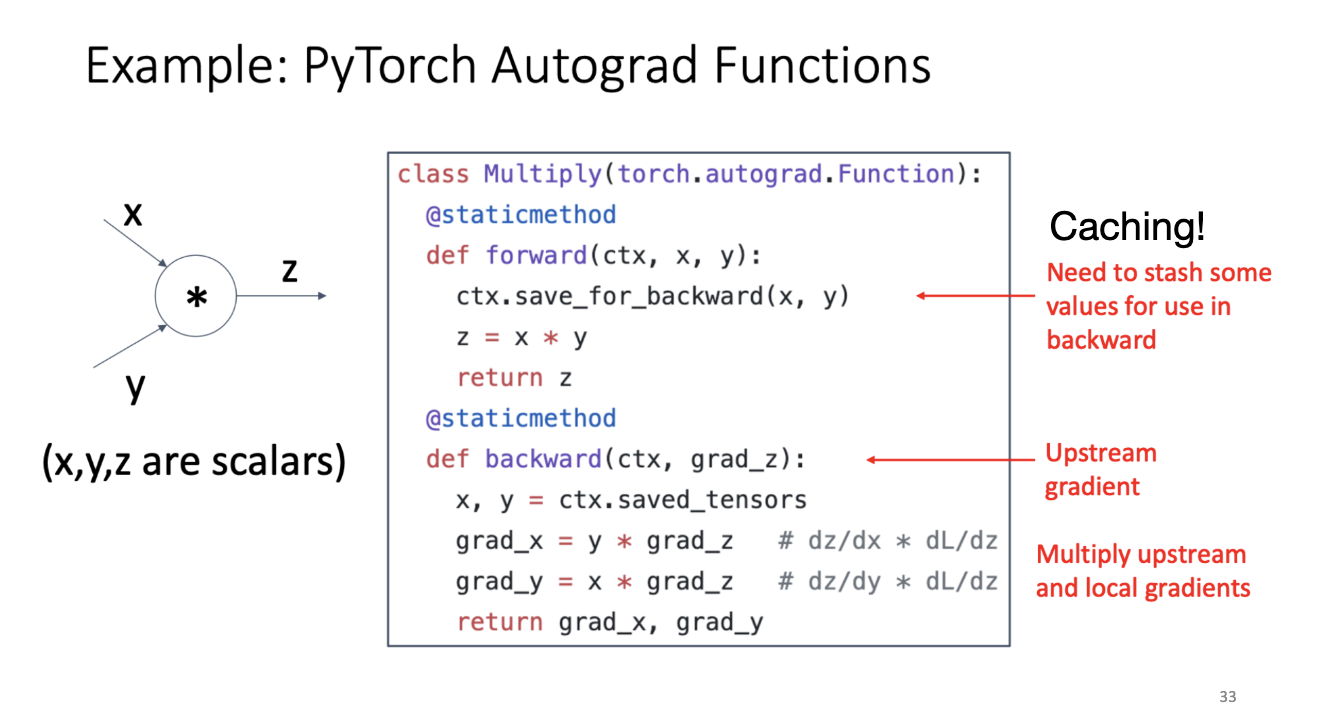 Example: PyTorch Autograd Functions
x
*
z
y
(x,y,z are scalars)
class Multiply(torch.autograd.Function):
@staticmethod
def forward(ctx, x, y):
ctx.save_for_backward(x, y)
z = x * y
return z
@staticmethod
def backward(ctx, grad_z):
x, y = ctx.saved_tensors
grad_x = y * grad_z # dz/dx * dL/dz
grad_y = x * grad_z # dz/dy * dL/dz
return grad_x, grad_y
Caching!
Need to stash some
values for use in
backward
Upstream
gradient
Multiply upstream
and local gradients
33